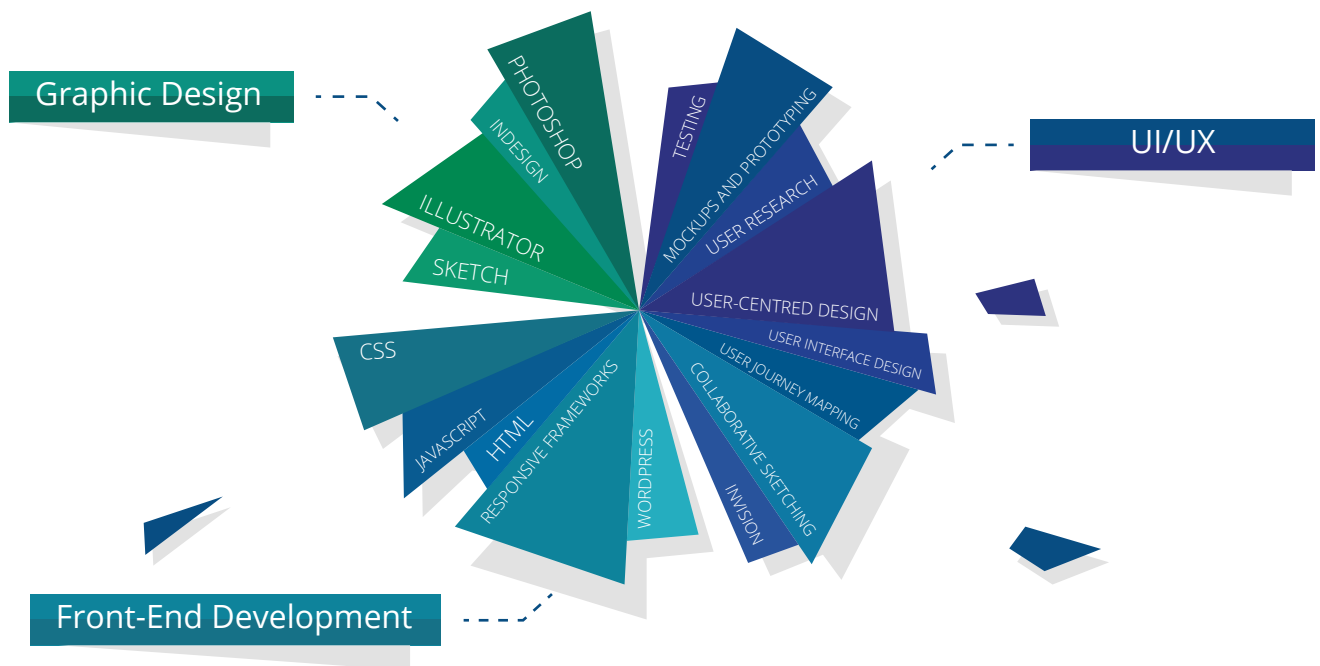 Graphic Design
PHOTOSHOP
INDESIGN
ILLUSTRATOR
SKETCH
UI/UX
TESTING
MOCKUPS AND PROTOTYPING
USER RESEARCH
USER-CENTRED DESIGN
USER INTERFACE DESIGN
USER JOURNEY MAPPING
COLLABORATIVE SKETCHING
INVISION
CSS
JAVASCRIPT
HTML
RESPONSIVE FRAMEWORKS
WORDPRESS
Front-End Development